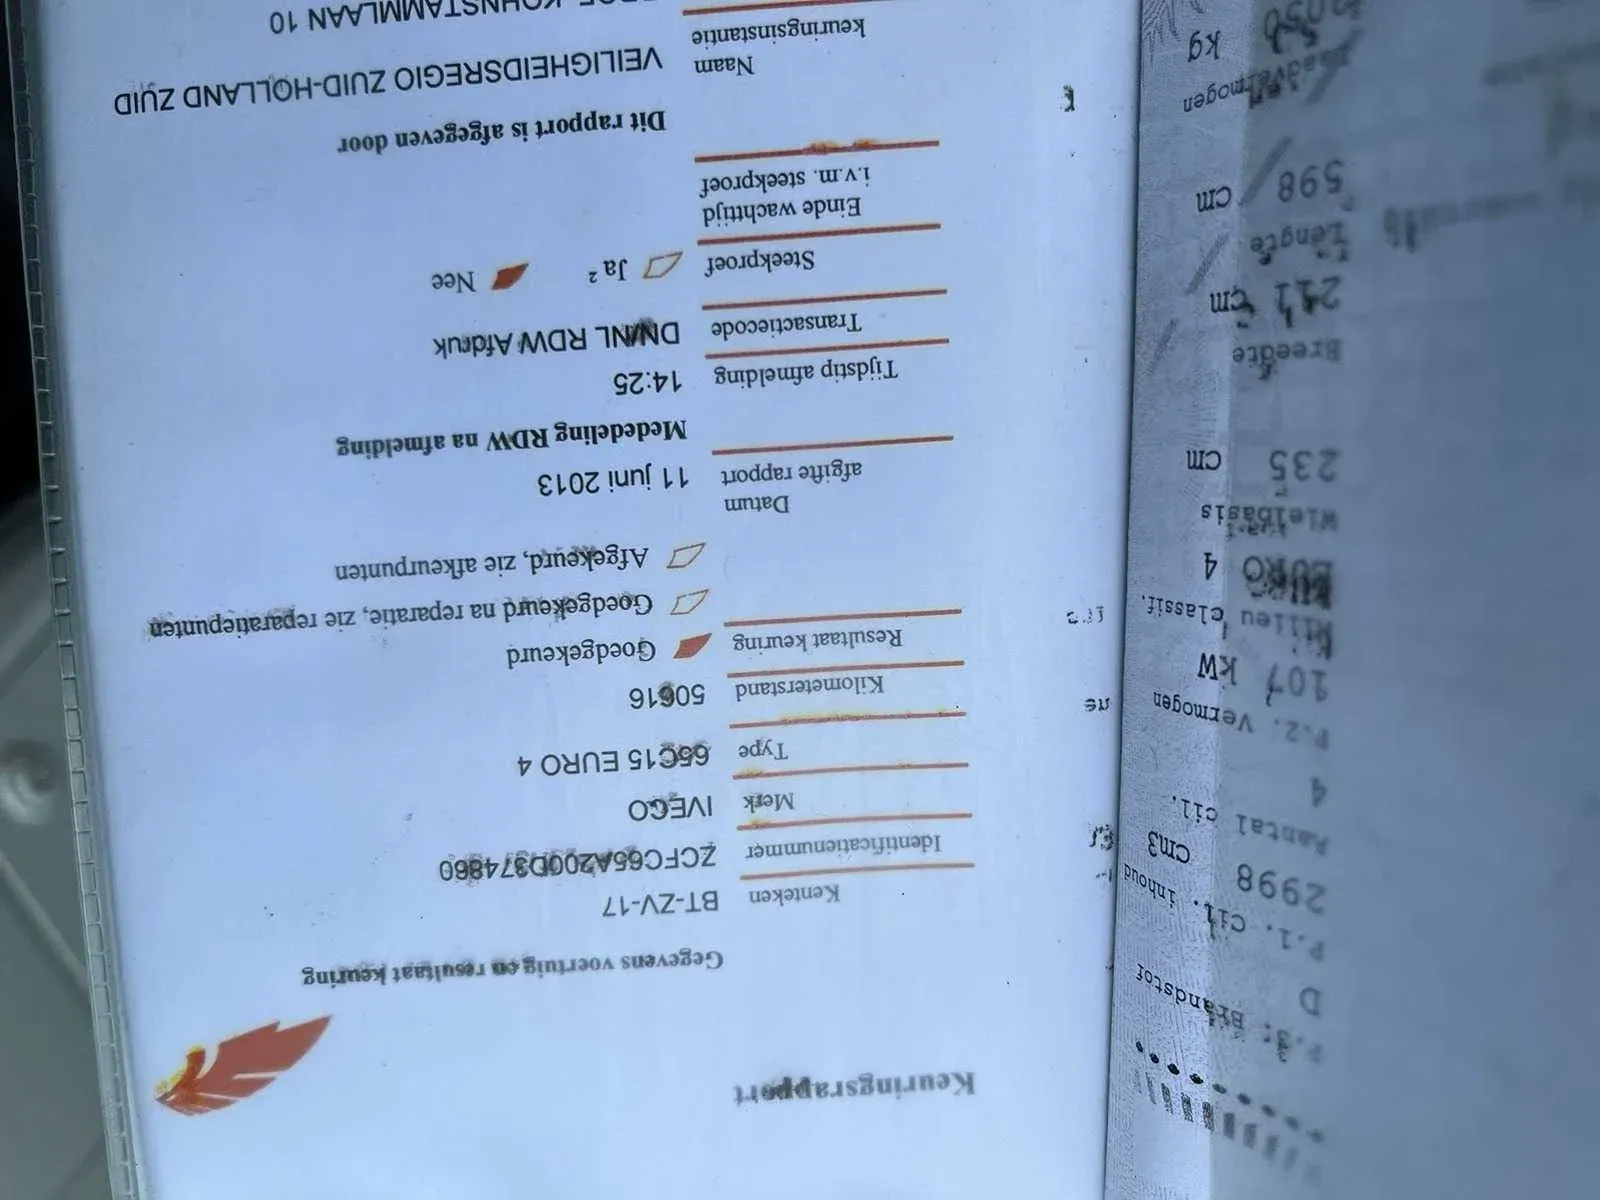 Keuringsrapport
Gegevens voertuig en resultaat keuring
Kenteken BT-ZV-17
Identificatienummer ZCFC65A200D374860
Merk IVECO
Type 65C15 EURO 4
Kilometerstand 50616
Resultaat keuring Goedgekeurd
Goedgekeurd na reparatie, zie reparatiepunten
Afgekeurd, zie afkeurpunten
Datum
afgifte rapport 11 juni 2013
Mededeling RDW na afmelding
Tijdstip afmelding 14:25
Transactiecode DNNL RDW Afdruk
Steekproef Ja ² Nee
Einde wachttijd
i.v.m. steekproef
Dit rapport is afgegeven door
Naam
keuringsinstantie VEILIGHEIDSREGIO ZUID-HOLLAND ZUID
KOHNSTAMMLAAN 10
P.3. Brandstof
D
P.1. Cil. inhoud
2998 cm3
Aantal cil.
4
P.2. Vermogen
107 kW
Milieu classif.
EURO 4
Wielbasis
235 cm
Breedte
211 cm
Lengte
598 cm
kg